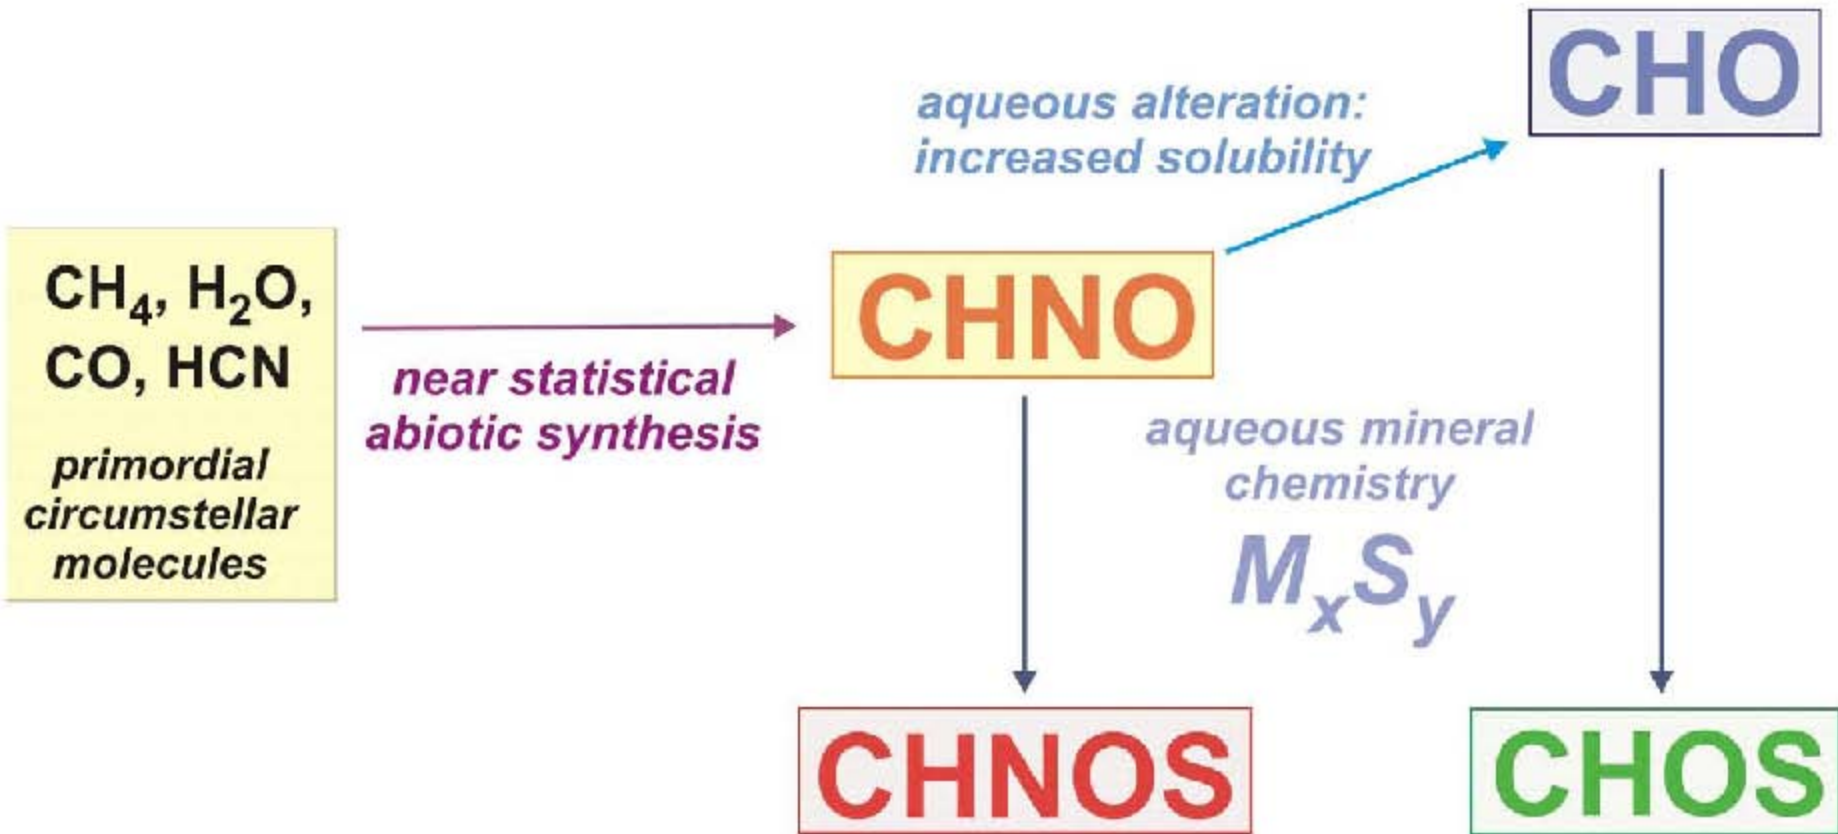 CH₄, H₂O,
CO, HCN
primordial
circumstellar
molecules
near statistical
abiotic synthesis
CHNO
aqueous alteration:
increased solubility
CHO
aqueous mineral
chemistry
MₓSᵧ
CHNOS
CHOS